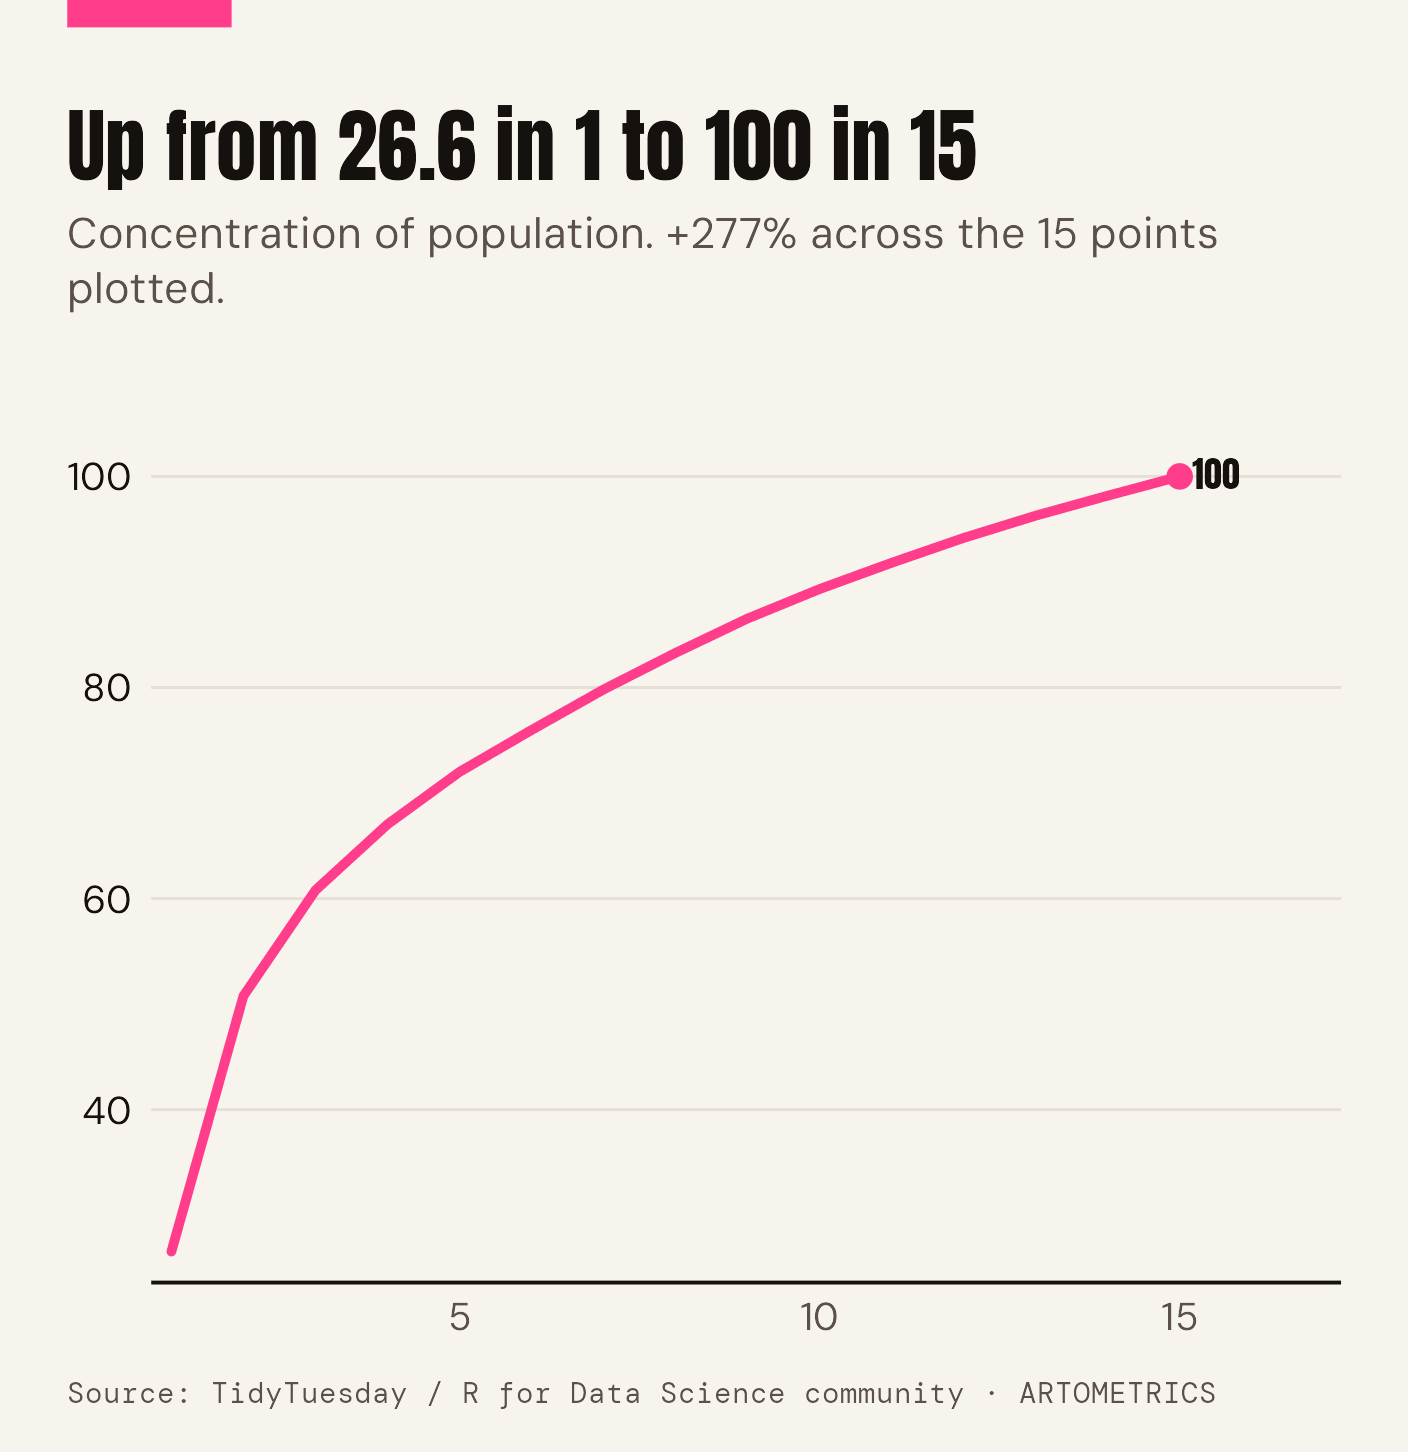 Up from 26.6 in 1 to 100 in 15
Concentration of population. +277% across the 15 points
plotted.
100
100
80
60
40
5
10
15
Source: TidyTuesday / R for Data Science community · ARTOMETRICS